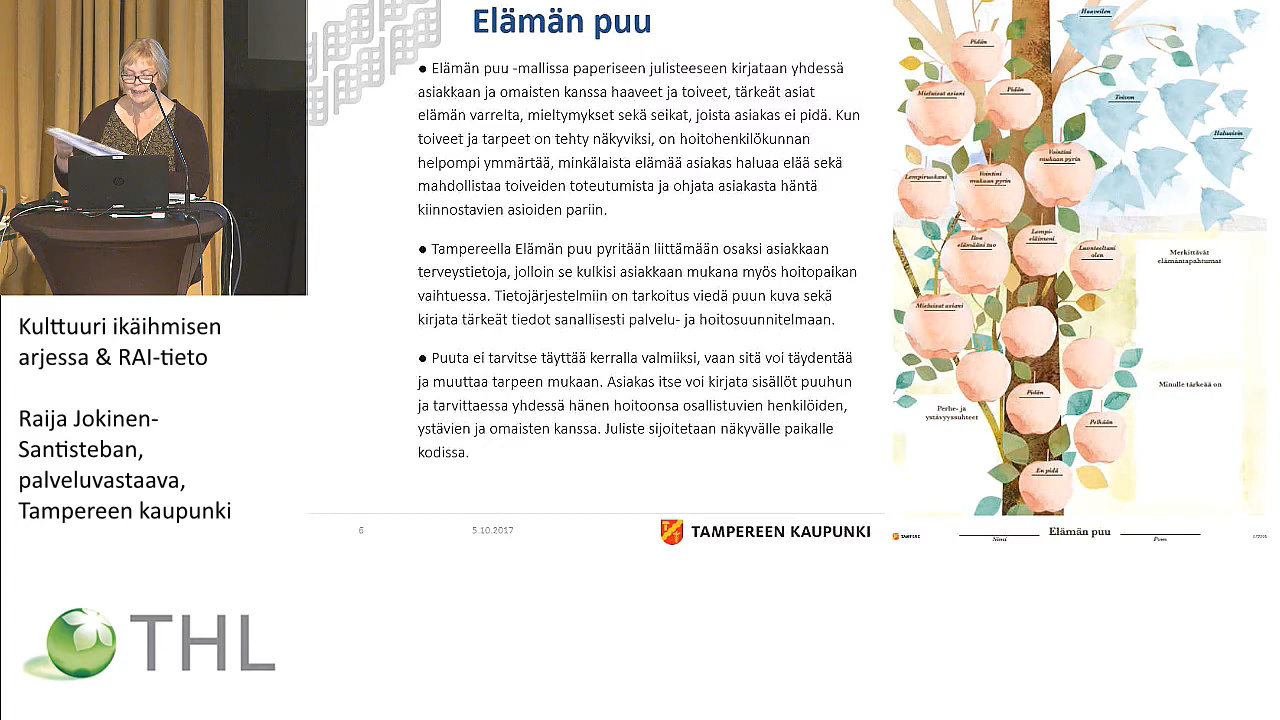 Elämän puu
● Elämän puu -mallissa paperiseen julisteeseen kirjataan yhdessä
asiakkaan ja omaisten kanssa haaveet ja toiveet, tärkeät asiat
elämän varrelta, mieltymykset sekä seikat, joista asiakas ei pidä. Kun
toiveet ja tarpeet on tehty näkyviksi, on hoitohenkilökunnan
helpompi ymmärtää, minkälaista elämää asiakas haluaa elää sekä
mahdollistaa toiveiden toteutumista ja ohjata asiakasta häntä
kiinnostavien asioiden pariin.
● Tampereella Elämän puu pyritään liittämään osaksi asiakkaan
terveystietoja, jolloin se kulkisi asiakkaan mukana myös hoitopaikan
vaihtuessa. Tietojärjestelmiin on tarkoitus viedä puun kuva sekä
kirjata tärkeät tiedot sanallisesti palvelu- ja hoitosuunnitelmaan.
● Puuta ei tarvitse täyttää kerralla valmiiksi, vaan sitä voi täydentää
ja muuttaa tarpeen mukaan. Asiakas itse voi kirjata sisällöt puuhun
ja tarvittaessa yhdessä hänen hoitoonsa osallistuvien henkilöiden,
ystävien ja omaisten kanssa. Juliste sijoitetaan näkyvälle paikalle
kodissa.
6
5.10.2017
TAMPEREEN KAUPUNKI
Haaveilen
Pidän
Mieluisat asiani
Pidän
Toivon
Haluaisin
Vointini
mukaan pyrin
Lempiruokani
Vointini
mukaan pyrin
Iloa
elämääni tuo
Lempi-
eläimeni
Luonteeltani
olen
Merkittävät
elämäntapahtumat
Mieluisat asiani
Minulle tärkeää on
Pidän
Perhe- ja
ystävyyssuhteet
Pelkään
En pidä
TAMPERE
Nimi
Elämän puu
Pvm
Kulttuuri ikäihmisen
arjessa & RAI-tieto
Raija Jokinen-
Santisteban,
palveluvastaava,
Tampereen kaupunki
THL